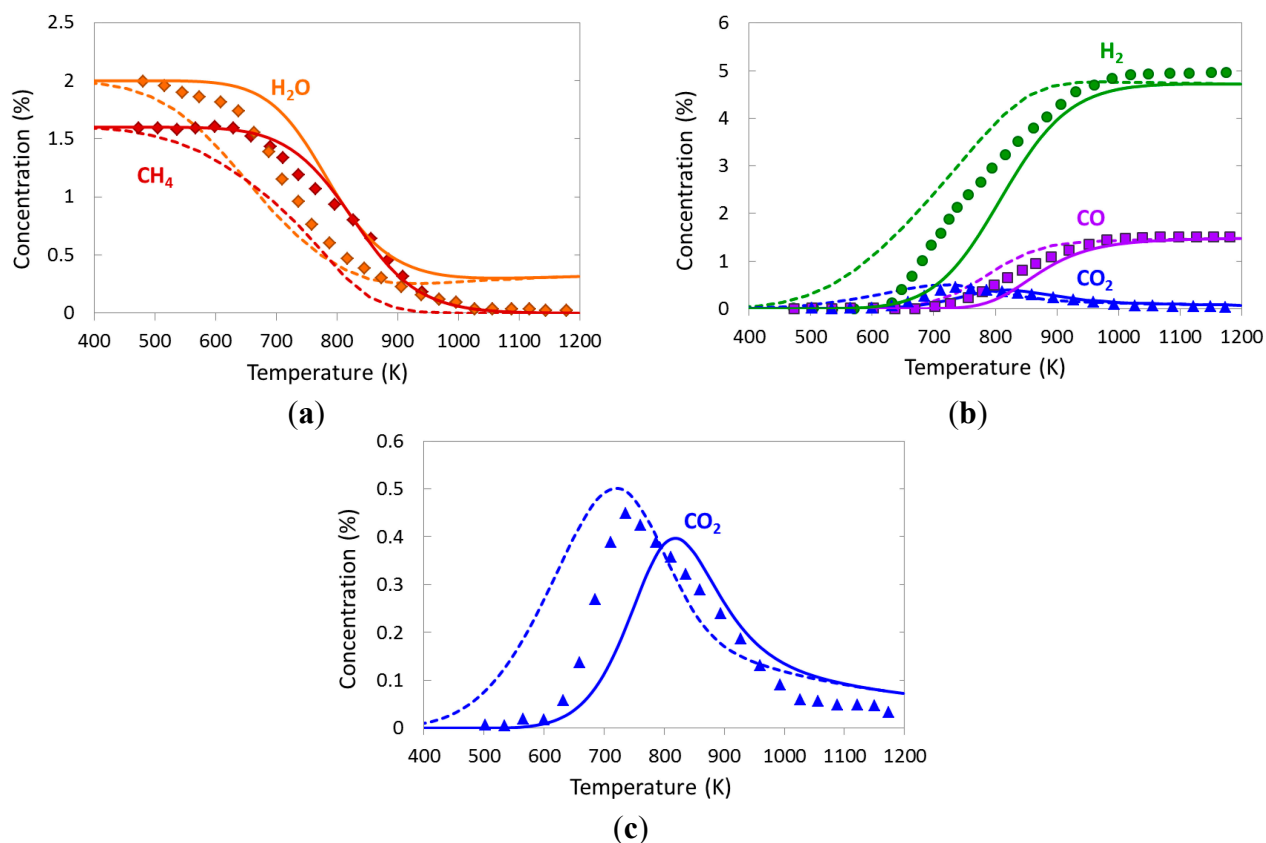 2.5
2
1.5
1
0.5
0
400 500 600 700 800 900 1000 1100 1200
Concentration (%)
Temperature (K)
H2O
CH4
(a)
6
5
4
3
2
1
0
400 500 600 700 800 900 1000 1100 1200
Concentration (%)
Temperature (K)
H2
CO
CO2
(b)
0.6
0.5
0.4
0.3
0.2
0.1
0
400 500 600 700 800 900 1000 1100 1200
Concentration (%)
Temperature (K)
CO2
(c)